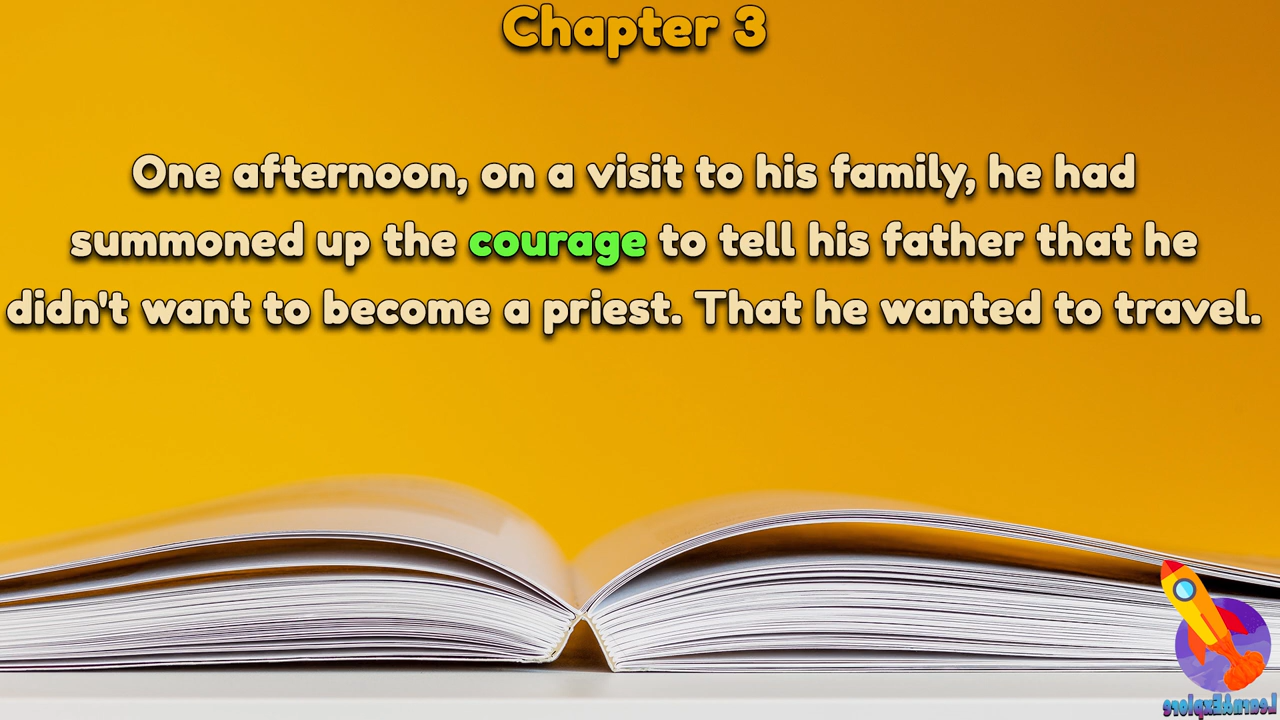 Chapter 3
One afternoon, on a visit to his family, he had
summoned up the courage to tell his father that he
didn't want to become a priest. That he wanted to travel.
LearnAExplore